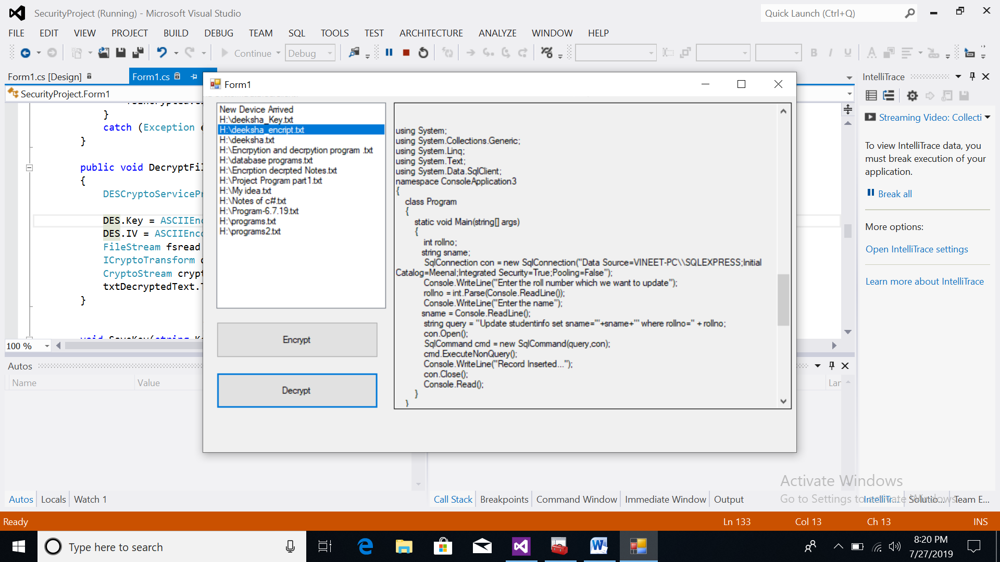 SecurityProject (Running) - Microsoft Visual Studio
Quick Launch (Ctrl+Q)
FILE EDIT VIEW PROJECT BUILD DEBUG TEAM SQL TOOLS TEST ARCHITECTURE ANALYZE WINDOW HELP
Continue Debug
B I U A
Form1.cs [Design] Form1.cs
SecurityProject.Form1
}
catch (Exception
}
public void DecryptFil
{
DESCryptoServicePr
DES.Key = ASCIIEnc
DES.IV = ASCIIEnco
FileStream fsread
ICryptoTransform
CryptoStream crypt
txtDecryptedText.
}
void SaveKey(string
100 %
Form1
New Device Arrived
H:\deeksha_Key.txt
H:\deeksha_encript.txt
H:\deeksha.txt
H:\Encrpytion and decrpytion program .txt
H:\database programs.txt
H:\Encrption decrpted Notes.txt
H:\Project Program part1.txt
H:\My idea.txt
H:\Notes of c#.txt
H:\Program-6.7.19.txt
H:\programs.txt
H:\programs2.txt
Encrypt
Decrypt
using System;
using System.Collections.Generic;
using System.Linq;
using System.Text;
using System.Data.SqlClient;
namespace ConsoleApplication3
{
class Program
{
static void Main(string[] args)
{
int rollno;
string sname;
SqlConnection con = new SqlConnection("Data Source=VINEET-PC\\SQLEXPRESS;Initial
Catalog=Meenal;Integrated Security=True;Pooling=False");
Console.WriteLine("Enter the roll number which we want to update");
rollno = int.Parse(Console.ReadLine());
Console.WriteLine("Enter the name");
sname = Console.ReadLine();
string query = "Update studentinfo set sname='"+sname+"' where rollno=" + rollno;
con.Open();
SqlCommand cmd = new SqlCommand(query,con);
cmd.ExecuteNonQuery();
Console.WriteLine("Record Inserted...");
con.Close();
Console.Read();
}
}
IntelliTrace
Streaming Video: Collecti
To view IntelliTrace data, you
must break execution of your
application.
Break all
More options:
Open IntelliTrace settings
Learn more about IntelliTrace
Autos
Name Value
Lar
Activate Windows
Go to Settings to activate Windows.
Autos Locals Watch 1
Call Stack Breakpoints Command Window Immediate Window Output
IntelliTr... Solutio... Team E...
Ready Ln 133 Col 13 Ch 13 INS
Type here to search
8:20 PM
7/27/2019